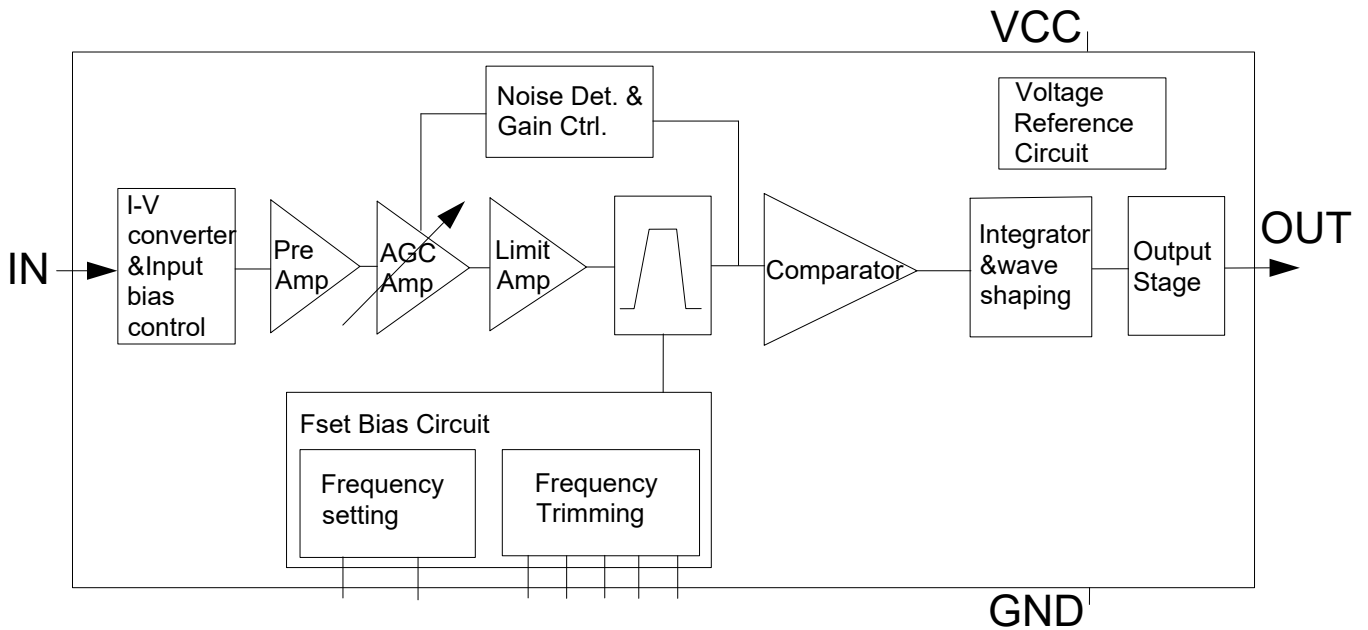 VCC
Noise Det. &
Gain Ctrl.
Voltage
Reference
Circuit
IN
I-V
converter
&Input
bias
control
Pre
Amp
AGC
Amp
Limit
Amp
Comparator
Integrator
&wave
shaping
Output
Stage
OUT
Fset Bias Circuit
Frequency
setting
Frequency
Trimming
GND